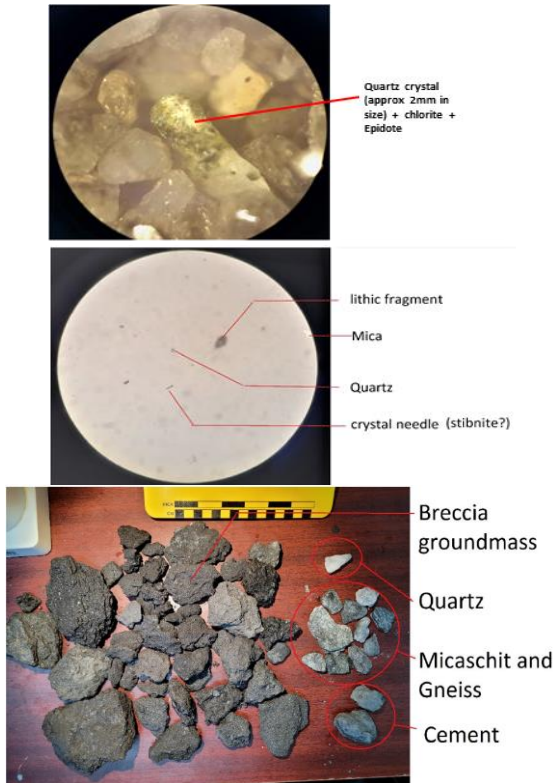 Quartz crystal
(approx 2mm in
size) + chlorite +
Epidote
lithic fragment
Mica
Quartz
crystal needle (stibnite?)
Breccia
groundmass
Quartz
Micaschit and
Gneiss
Cement